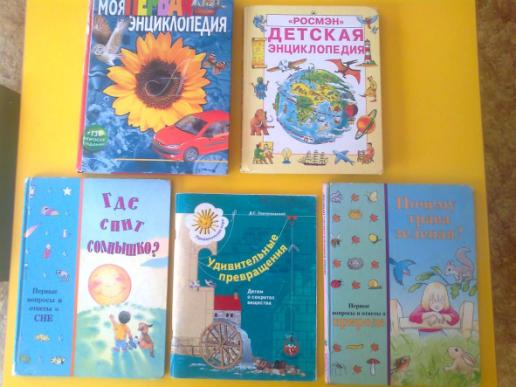 МОЯ ПЕРВАЯ
ЭНЦИКЛОПЕДИЯ
«РОСМЭН»
ДЕТСКАЯ
ЭНЦИКЛОПЕДИЯ
Где
спит
солнышко?
Первые
вопросы и
ответы о
СНЕ
Удивительные
превращения
Детям
о секретах
вещества
Почему
трава
зеленая?
Первые
вопросы и ответы о
природе